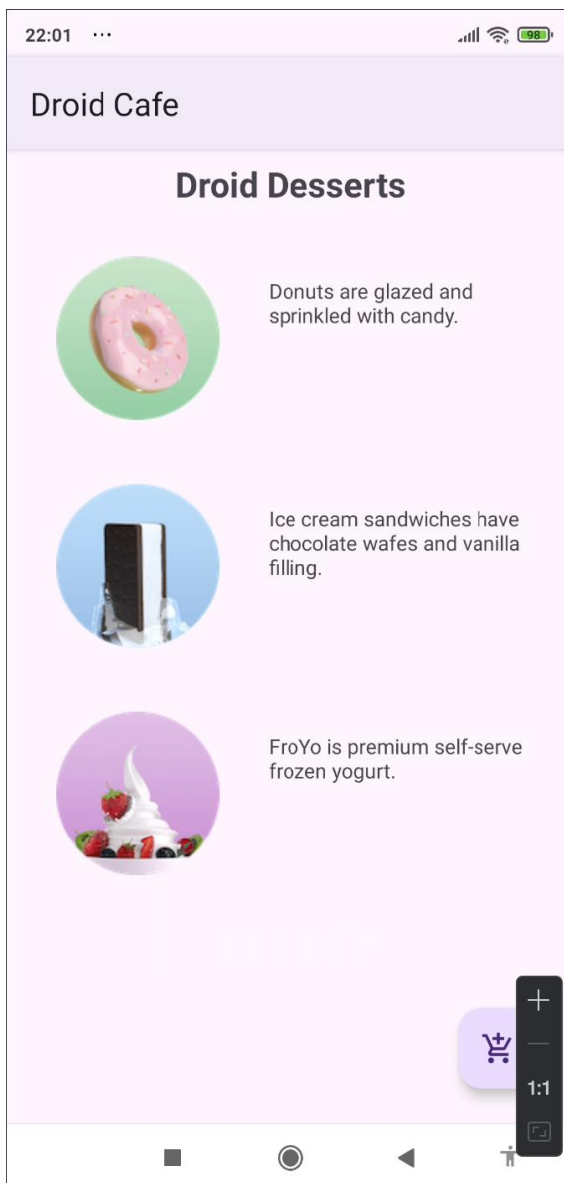 22:01 ...
98
Droid Cafe
Droid Desserts
Donuts are glazed and
sprinkled with candy.
Ice cream sandwiches have
chocolate wafes and vanilla
filling.
FroYo is premium self-serve
frozen yogurt.
1:1